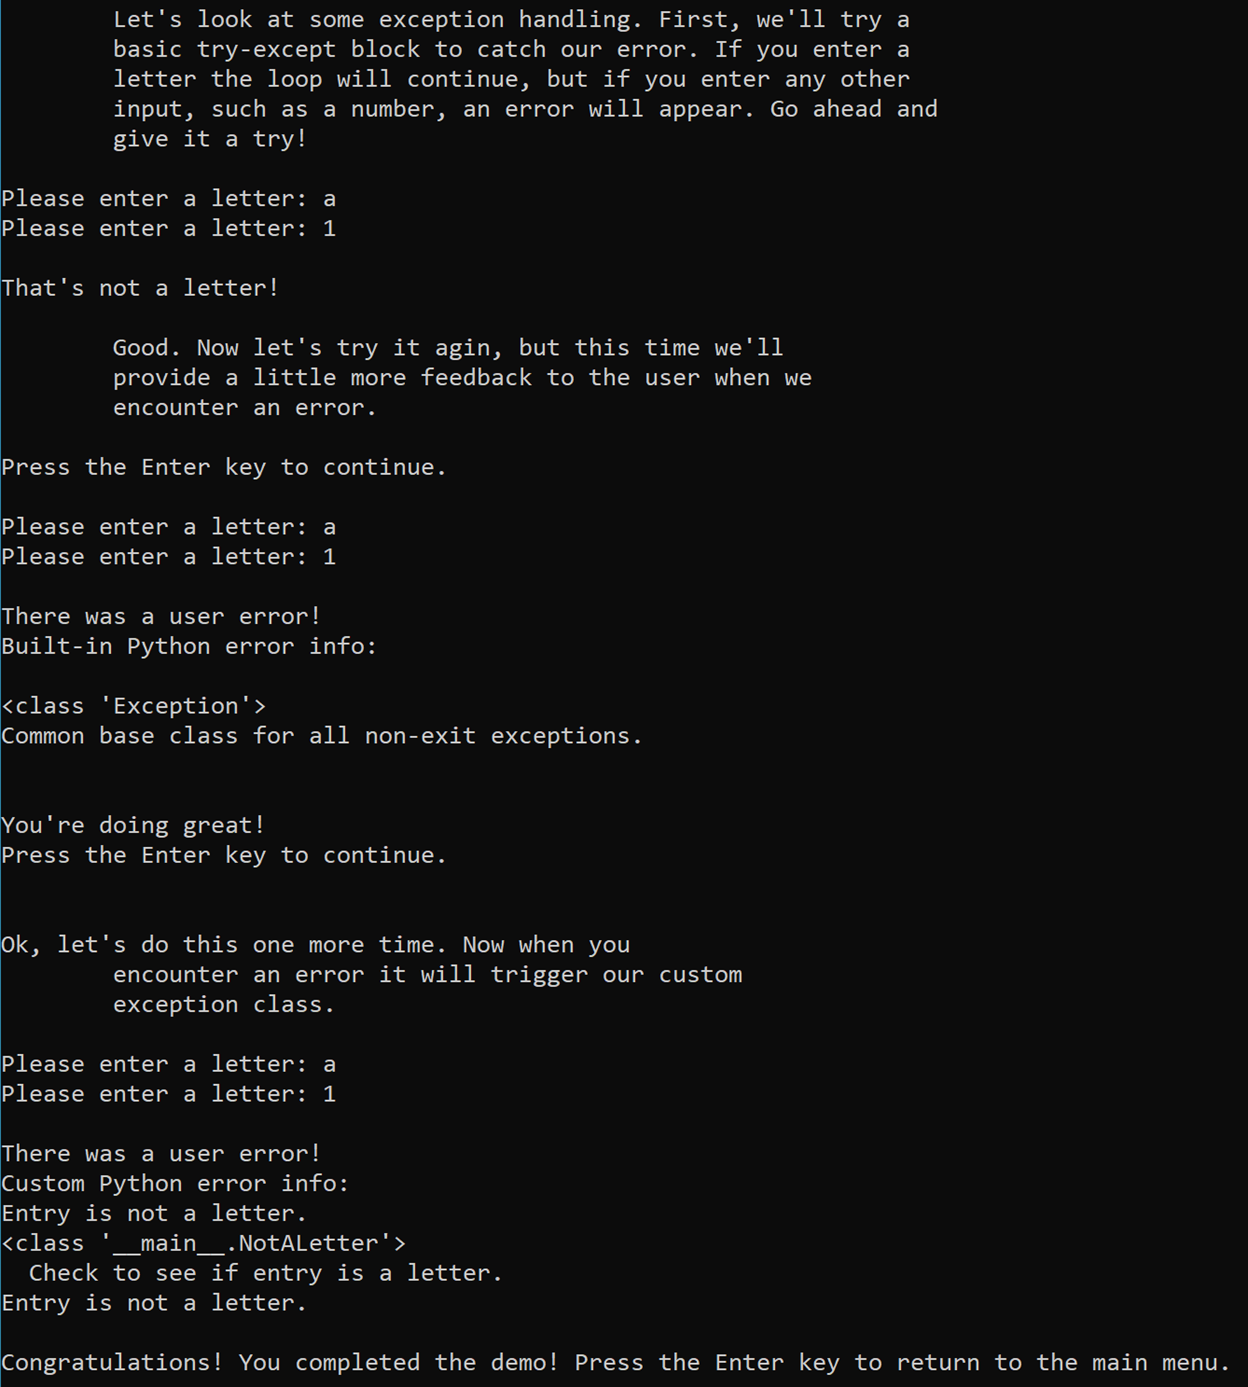 Let's look at some exception handling. First, we'll try a
basic try-except block to catch our error. If you enter a
letter the loop will continue, but if you enter any other
input, such as a number, an error will appear. Go ahead and
give it a try!
Please enter a letter: a
Please enter a letter: 1
That's not a letter!
Good. Now let's try it agin, but this time we'll
provide a little more feedback to the user when we
encounter an error.
Press the Enter key to continue.
Please enter a letter: a
Please enter a letter: 1
There was a user error!
Built-in Python error info:
<class 'Exception'>
Common base class for all non-exit exceptions.
You're doing great!
Press the Enter key to continue.
Ok, let's do this one more time. Now when you
encounter an error it will trigger our custom
exception class.
Please enter a letter: a
Please enter a letter: 1
There was a user error!
Custom Python error info:
Entry is not a letter.
<class '__main__.NotALetter'>
Check to see if entry is a letter.
Entry is not a letter.
Congratulations! You completed the demo! Press the Enter key to return to the main menu.